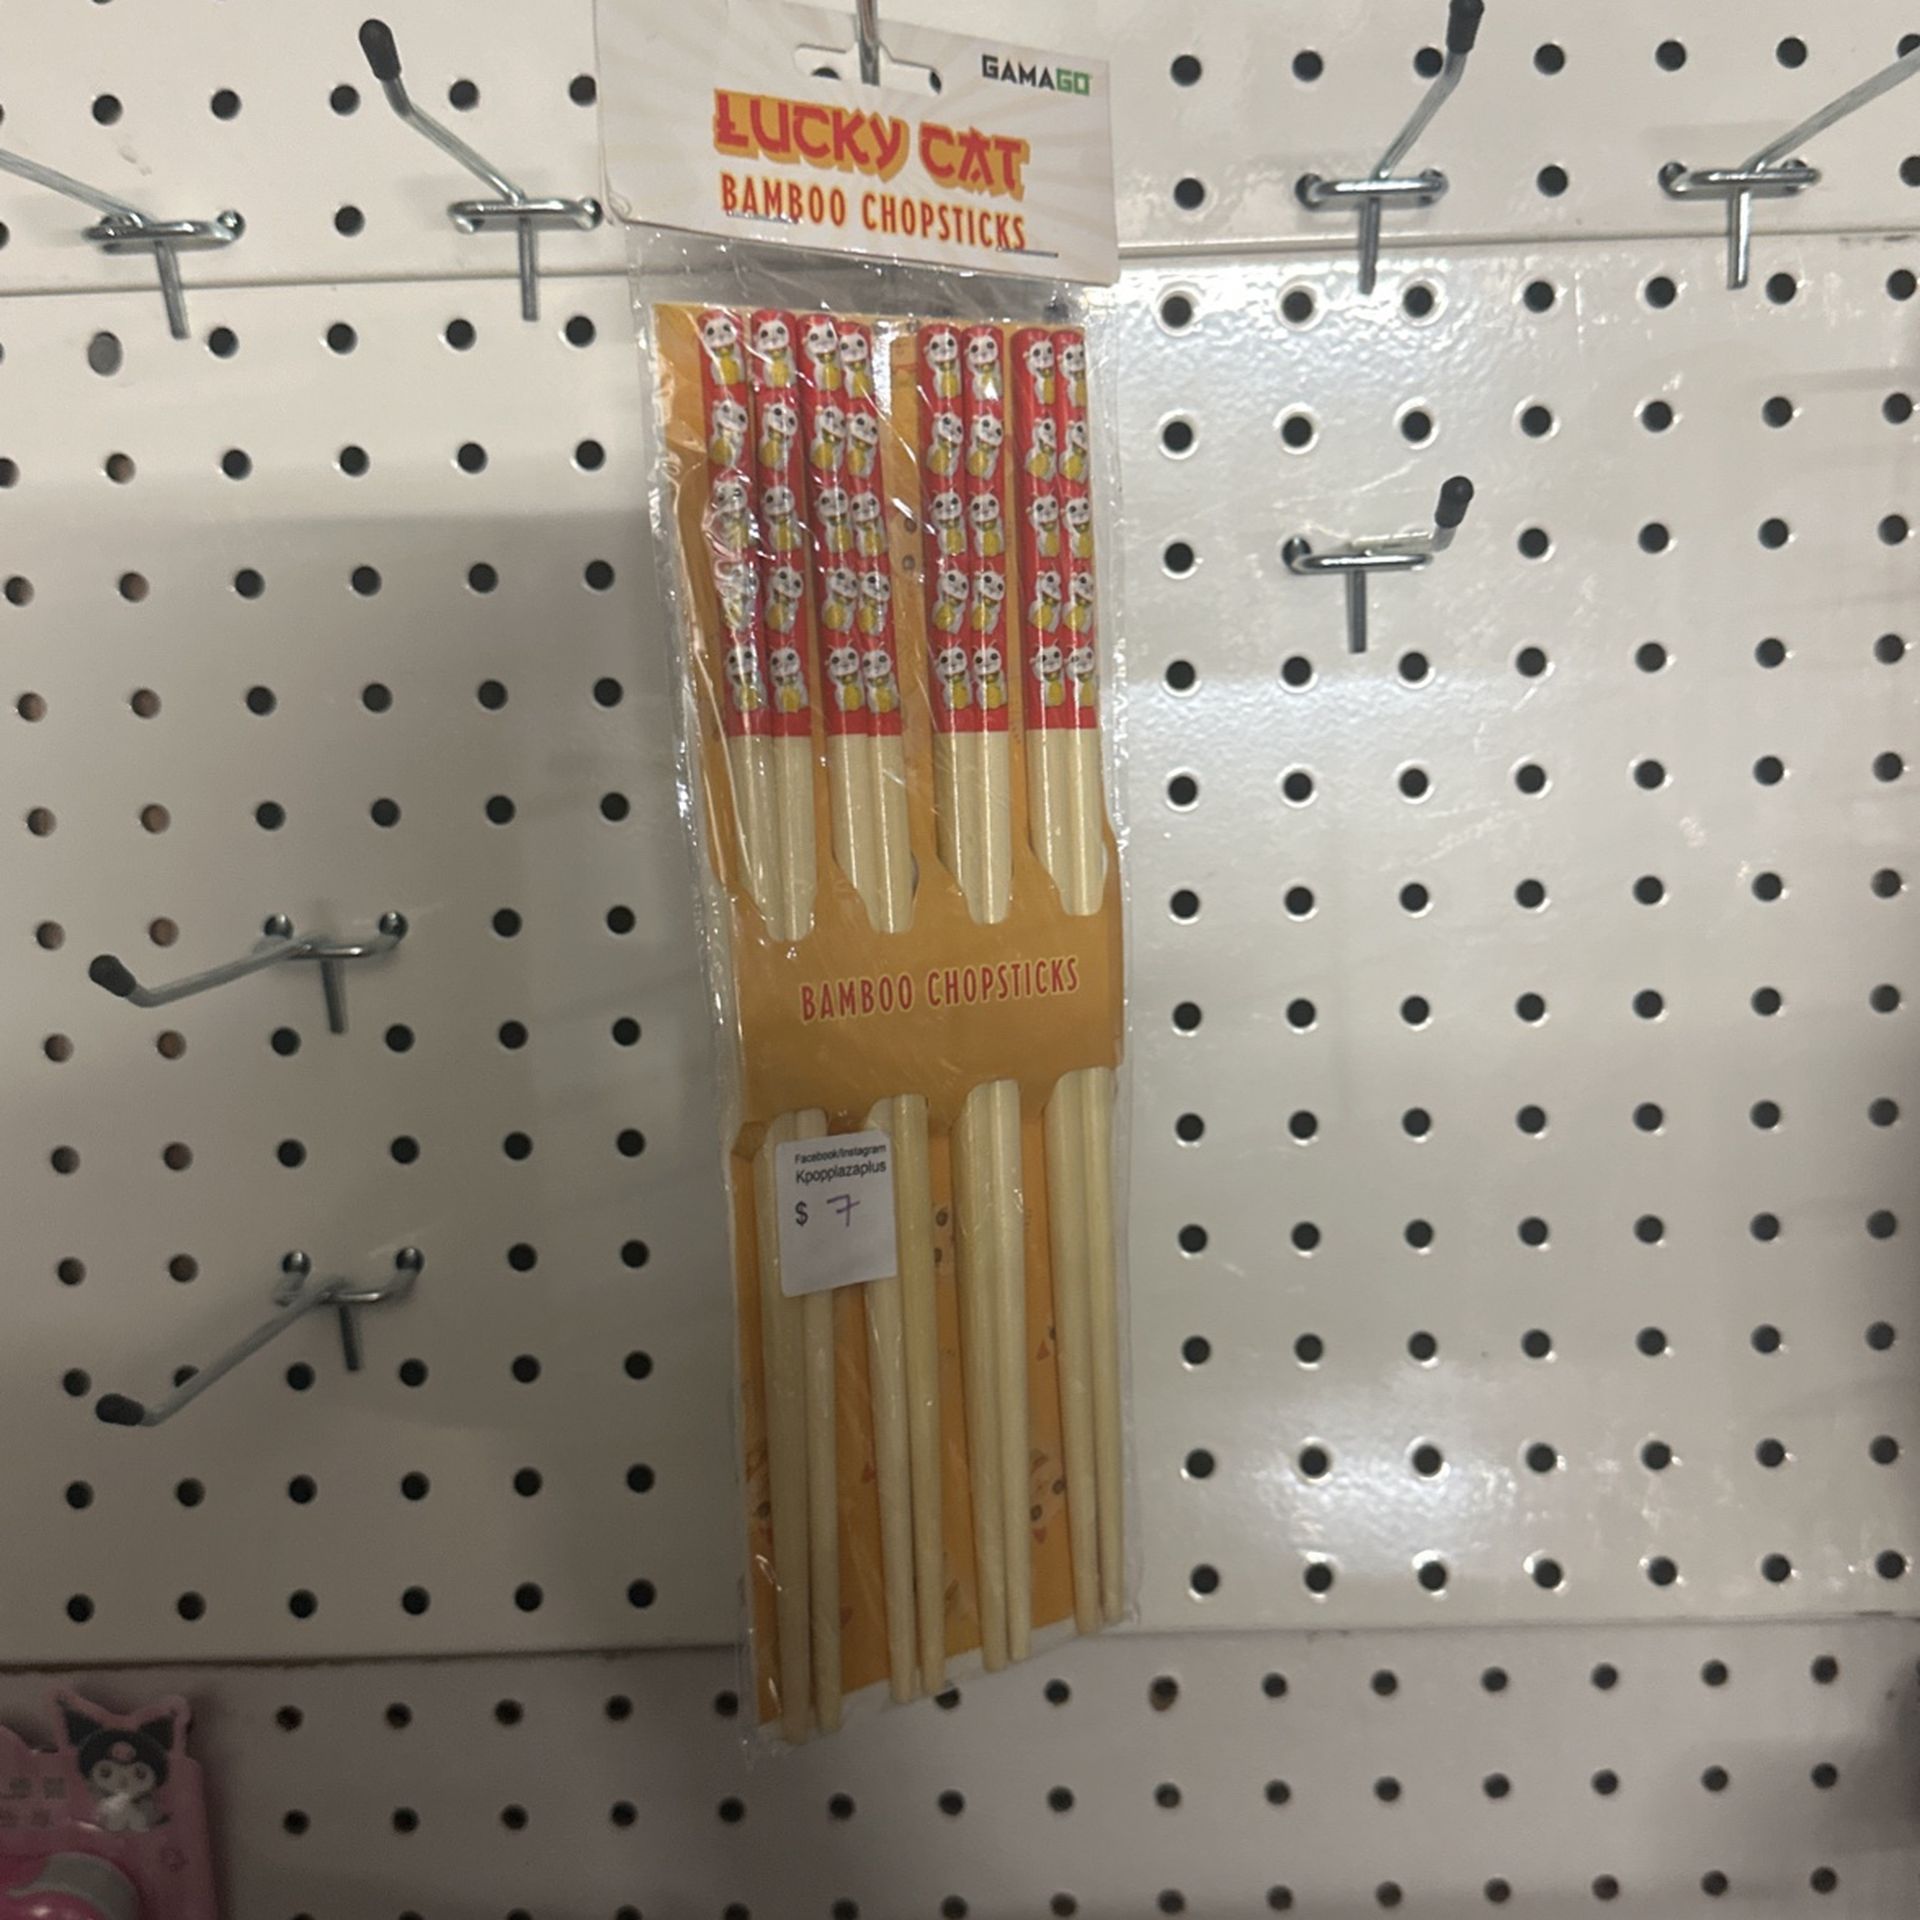 GAMAGO
LUCKY CAT
BAMBOO CHOPSTICKS
BAMBOO CHOPSTICKS
Facebook/Instagram
Kpopplazaplus
$ 7